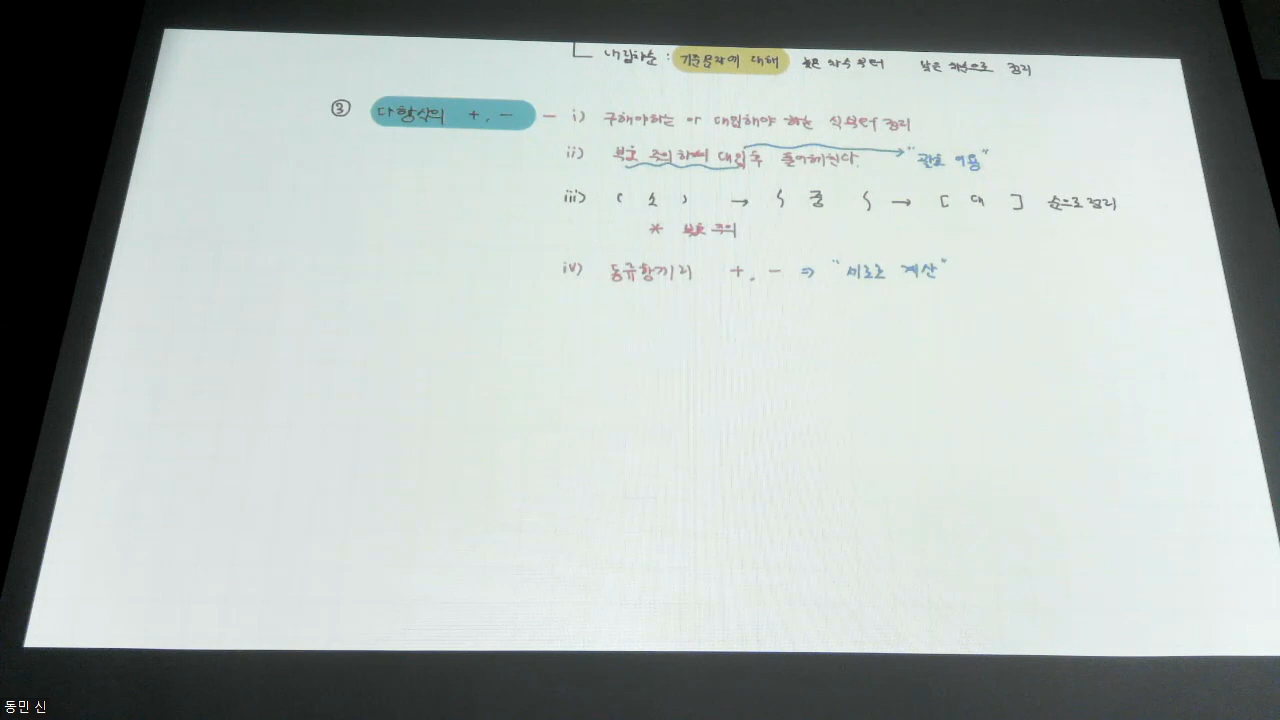 내림차순 : 기준문자에 대해 높은 차수 부터 낮은 차순으로 정리
③ 다항식의 +, - - i) 구해야하는 or 대입해야 하는 식부터 정리
ii) 부호 주의하여 대입 후 풀어헤친다. → "괄호 이용"
iii) ( 소 ) → { 중 } → [ 대 ] 순으로 정리
* 부호 주의
iv) 동류항끼리 +, - ⇒ "세로로 계산"
동민 신